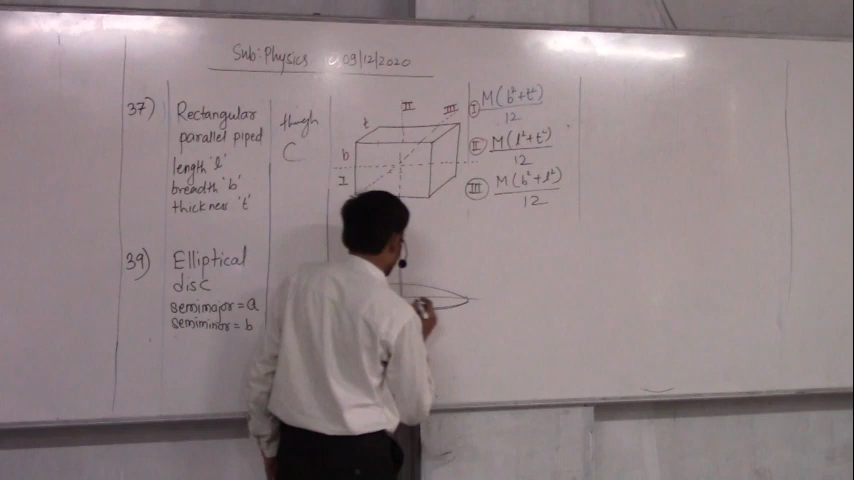 Sub: Physics 09/12/2020
37)
Rectangular
parallel piped
length 'l'
breadth 'b'
thickness 't'
through
C
t
b
I
II
III
I M(b²+t²)/12
II M(l²+t²)/12
III M(b²+l²)/12
39)
Elliptical
disc
semimajor = a
semiminor = b